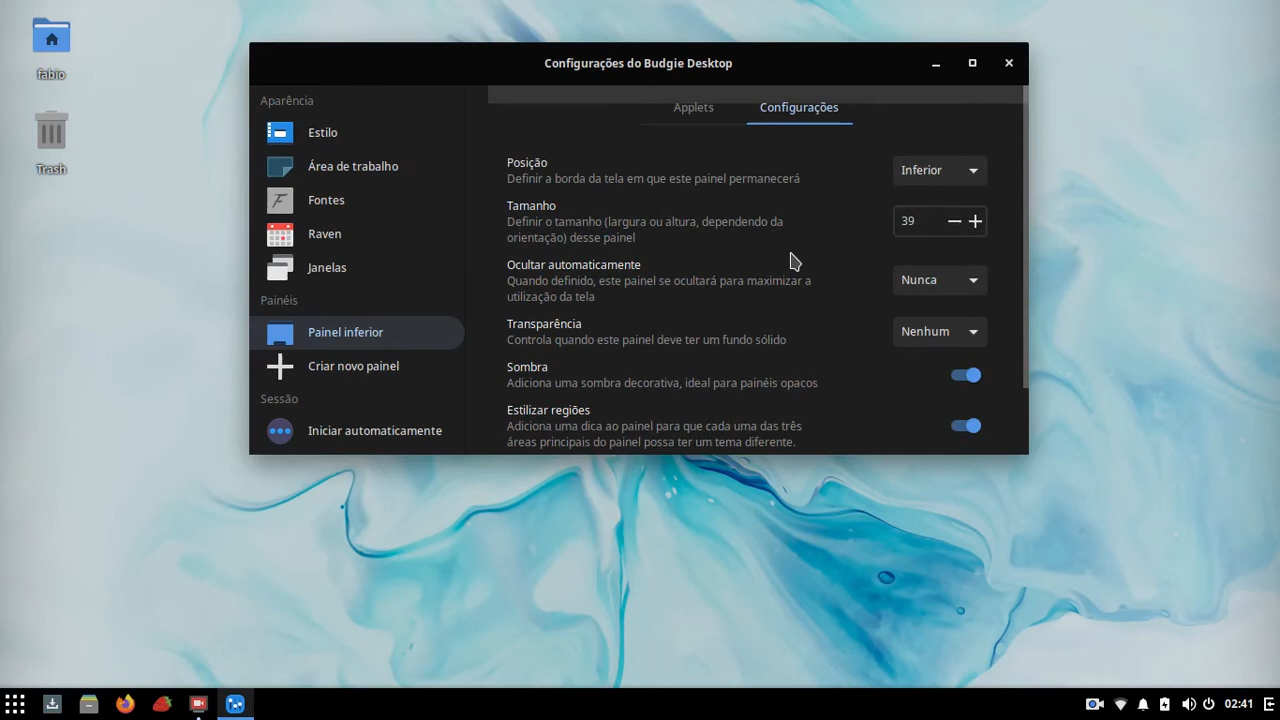 fabio
Trash
Configurações do Budgie Desktop
Aparência
Estilo
Área de trabalho
Fontes
Raven
Janelas
Painéis
Painel inferior
Criar novo painel
Sessão
Iniciar automaticamente
Applets
Configurações
Posição
Definir a borda da tela em que este painel permanecerá
Inferior
Tamanho
Definir o tamanho (largura ou altura, dependendo da
orientação) desse painel
39
Ocultar automaticamente
Quando definido, este painel se ocultará para maximizar a
utilização da tela
Nunca
Transparência
Controla quando este painel deve ter um fundo sólido
Nenhum
Sombra
Adiciona uma sombra decorativa, ideal para painéis opacos
Estilizar regiões
Adiciona uma dica ao painel para que cada uma das três
áreas principais do painel possa ter um tema diferente.
02:41